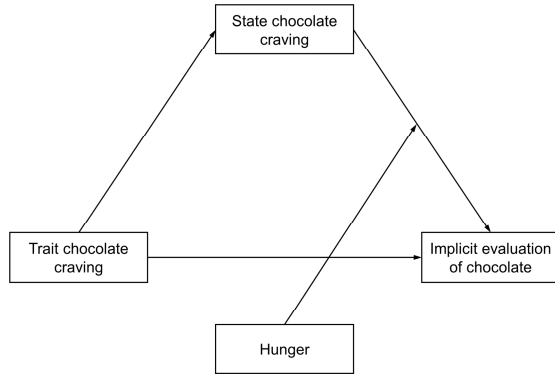 State chocolate
craving
Trait chocolate
craving
Implicit evaluation
of chocolate
Hunger